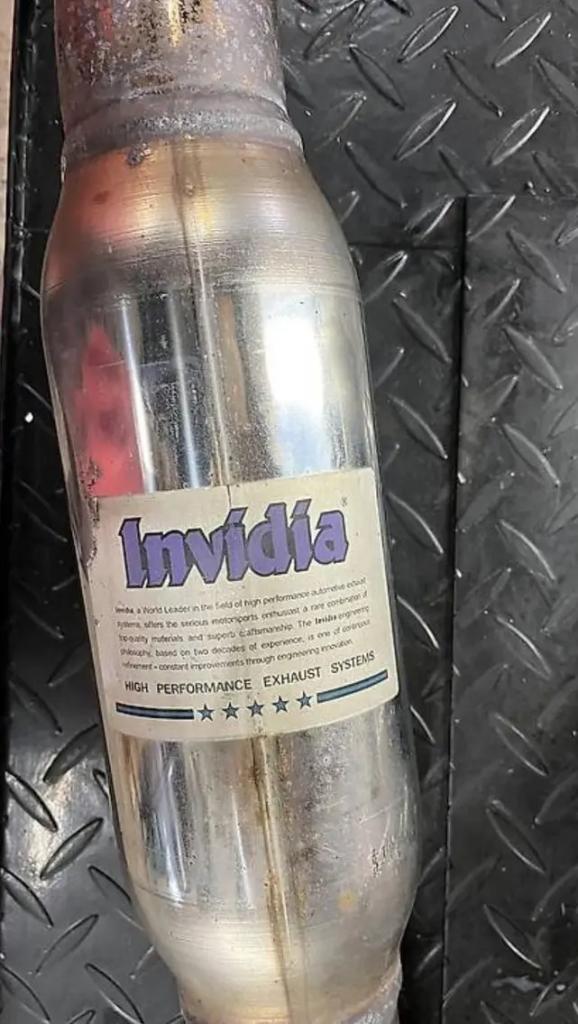 Invidia®
Invidia, a World Leader in the field of high performance automotive exhaust
systems, offers the serious motorsports enthusiast a rare combination of
top-quality materials and superb craftsmanship. The Invidia engineering
philosophy, based on two decades of experience, is one of continuous
refinement - constant improvements through engineering innovation.
HIGH PERFORMANCE EXHAUST SYSTEMS